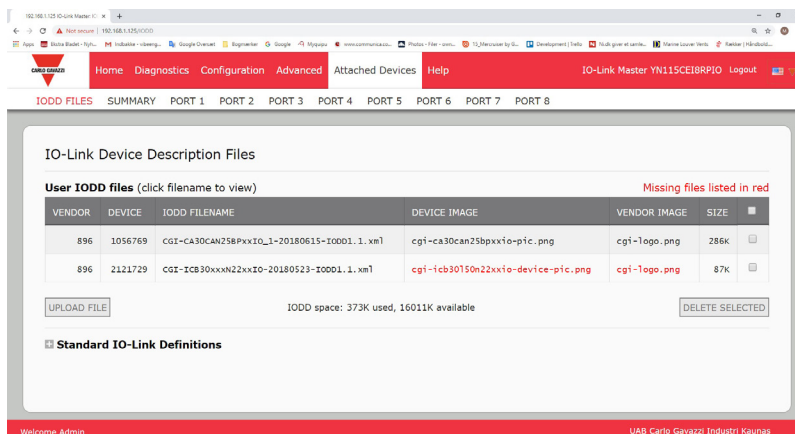 192.168.1.125 IO-Link Master
Not secure | 192.168.1.125/IODD
Apps
Google Oversæt
Bogmærker
Google
CARLO GAVAZZI
Home Diagnostics Configuration Advanced Attached Devices Help IO-Link Master YN115CEI8RPIO Logout
IODD FILES SUMMARY PORT 1 PORT 2 PORT 3 PORT 4 PORT 5 PORT 6 PORT 7 PORT 8
IO-Link Device Description Files
User IODD files (click filename to view) Missing files listed in red
VENDOR DEVICE IODD FILENAME DEVICE IMAGE VENDOR IMAGE SIZE
896 1056769 CGI-CA30CAN25BPxxIO_1-20180615-IODD1.1.xml cgi-ca30can25bpxxio-pic.png cgi-logo.png 286K
896 2121729 CGI-ICB30xxxN22xxIO-20180523-IODD1.1.xml cgi-icb30l50n22xxio-device-pic.png cgi-logo.png 87K
UPLOAD FILE IODD space: 373K used, 16011K available DELETE SELECTED
Standard IO-Link Definitions
Welcome Admin UAB Carlo Gavazzi Industri Kaunas